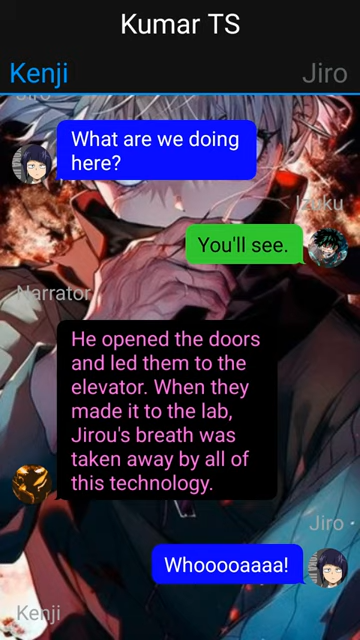 Kumar TS
Kenji
Jiro
Jiro
What are we doing
here?
Izuku
You'll see.
Narrator
He opened the doors
and led them to the
elevator. When they
made it to the lab,
Jirou's breath was
taken away by all of
this technology.
Jiro
Whooooaaaa!
Kenji